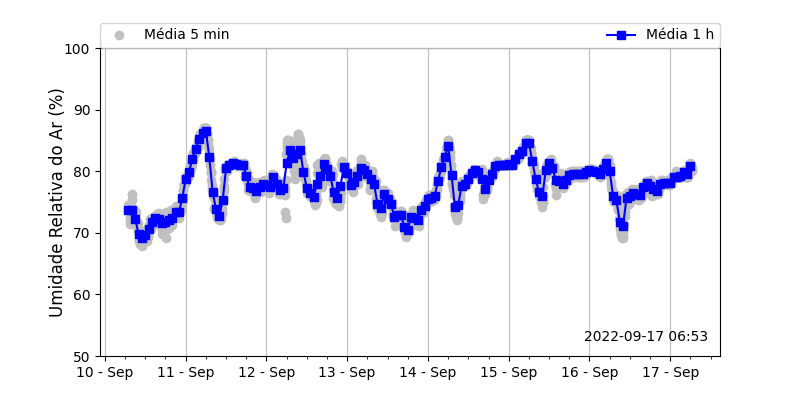 Média 5 min
Média 1 h
Umidade Relativa do Ar (%)
100
90
80
70
60
50
2022-09-17 06:53
10 - Sep
11 - Sep
12 - Sep
13 - Sep
14 - Sep
15 - Sep
16 - Sep
17 - Sep